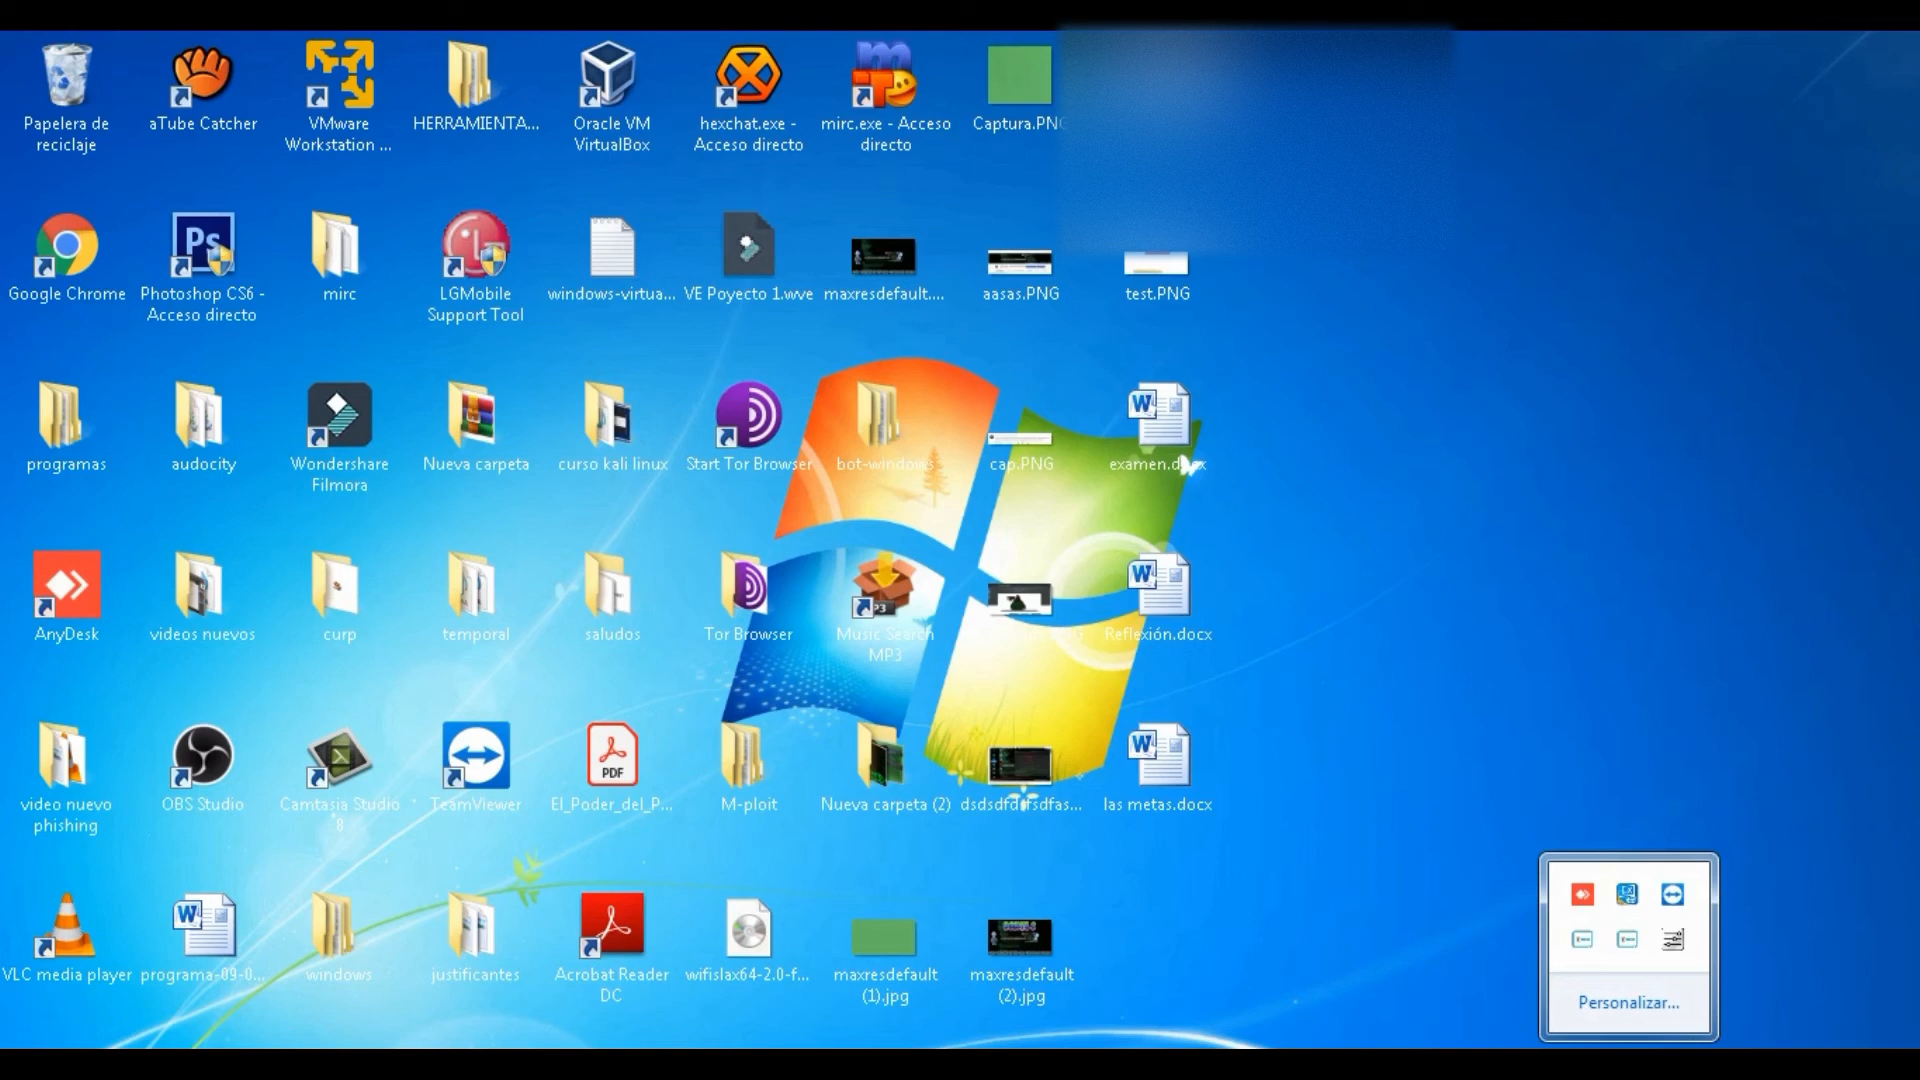 Papelera de
reciclaje
aTube Catcher
VMware
Workstation ...
HERRAMIENTA...
Oracle VM
VirtualBox
hexchat.exe -
Acceso directo
mirc.exe - Acceso
directo
Captura.PNG
Google Chrome
Ps
Photoshop CS6 -
Acceso directo
mirc
LGMobile
Support Tool
windows-virtua...
VE Poyecto 1.wve
maxresdefault....
aasas.PNG
test.PNG
programas
audocity
Wondershare
Filmora
Nueva carpeta
curso kali linux
Start Tor Browser
bot-windows
cap.PNG
examen.docx
AnyDesk
videos nuevos
curp
temporal
saludos
Tor Browser
Music Search
MP3
Reflexión.docx
video nuevo
phishing
OBS Studio
Camtasia Studio
8
TeamViewer
PDF
El_Poder_del_P...
M-ploit
Nueva carpeta (2)
las metas.docx
VLC media player
programa-09-0...
windows
justificantes
Acrobat Reader
DC
wifislax64-2.0-f...
maxresdefault
(1).jpg
maxresdefault
(2).jpg
Personalizar...